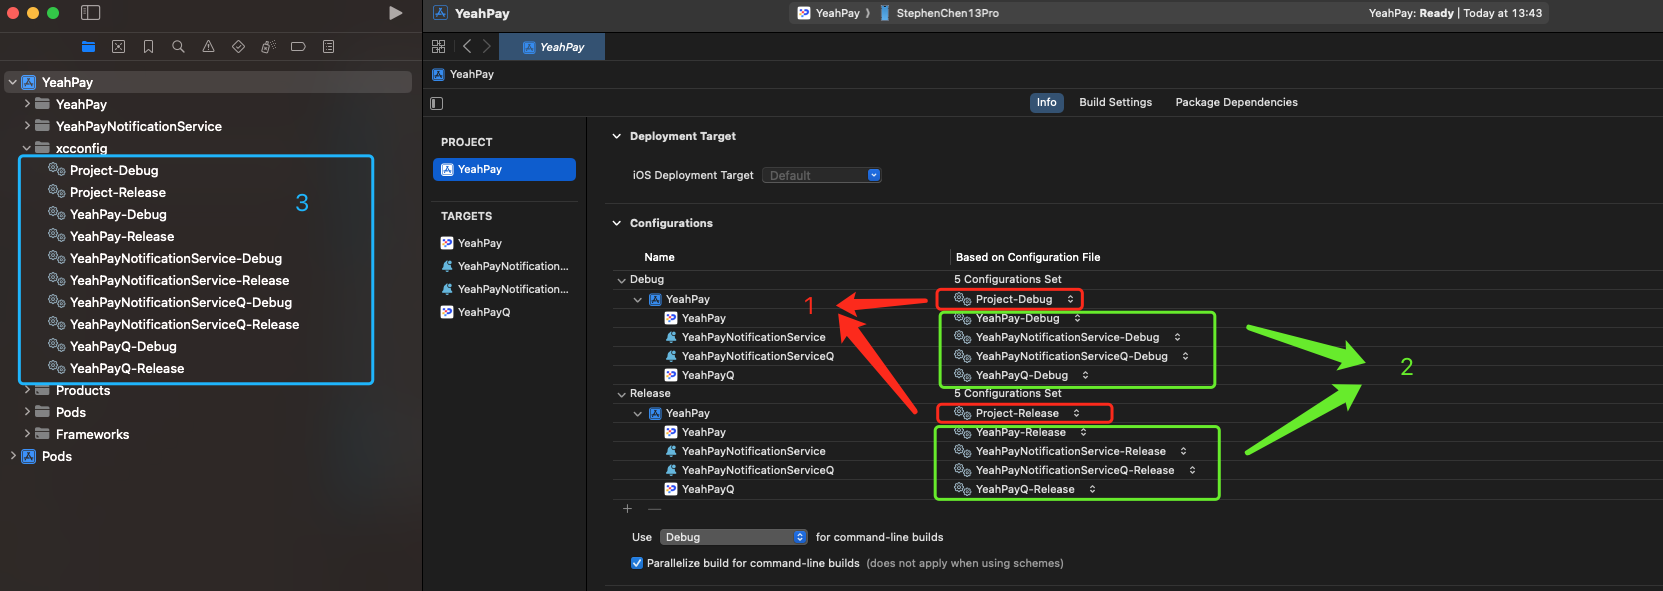 YeahPay
YeahPay
YeahPayNotificationService
xcconfig
Project-Debug
Project-Release
YeahPay-Debug
YeahPay-Release
YeahPayNotificationService-Debug
YeahPayNotificationService-Release
YeahPayNotificationServiceQ-Debug
YeahPayNotificationServiceQ-Release
YeahPayQ-Debug
YeahPayQ-Release
Products
Pods
Frameworks
Pods
3
YeahPay
YeahPay ⟩ StephenChen13Pro
YeahPay: Ready | Today at 13:43
YeahPay
YeahPay
Info Build Settings Package Dependencies
PROJECT
YeahPay
TARGETS
YeahPay
YeahPayNotification...
YeahPayNotification...
YeahPayQ
Deployment Target
iOS Deployment Target Default
Configurations
Name Based on Configuration File
Debug 5 Configurations Set
YeahPay 1 Project-Debug
YeahPay YeahPay-Debug
YeahPayNotificationService YeahPayNotificationService-Debug
YeahPayNotificationServiceQ YeahPayNotificationServiceQ-Debug
YeahPayQ YeahPayQ-Debug
2
Release 5 Configurations Set
YeahPay Project-Release
YeahPay YeahPay-Release
YeahPayNotificationService YeahPayNotificationService-Release
YeahPayNotificationServiceQ YeahPayNotificationServiceQ-Release
YeahPayQ YeahPayQ-Release
Use Debug for command-line builds
Parallelize build for command-line builds (does not apply when using schemes)